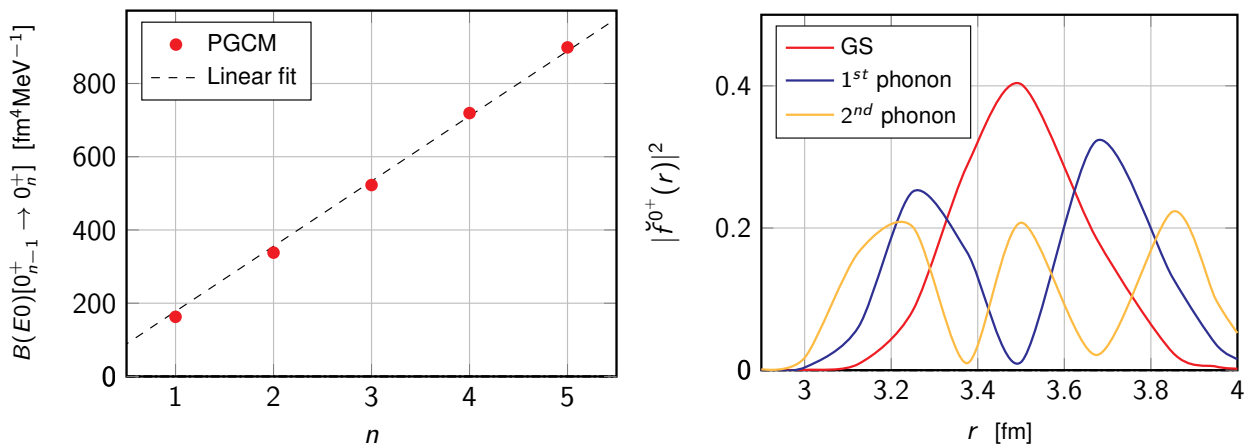 B(E0)[0⁺ₙ₋₁ → 0⁺ₙ] [fm⁴MeV⁻¹]
800
600
400
200
0
PGCM
Linear fit
1 2 3 4 5
n
|f̆^{0⁺}(r)|²
0.4
0.2
0
GS
1ˢᵗ phonon
2ⁿᵈ phonon
3 3.2 3.4 3.6 3.8 4
r [fm]